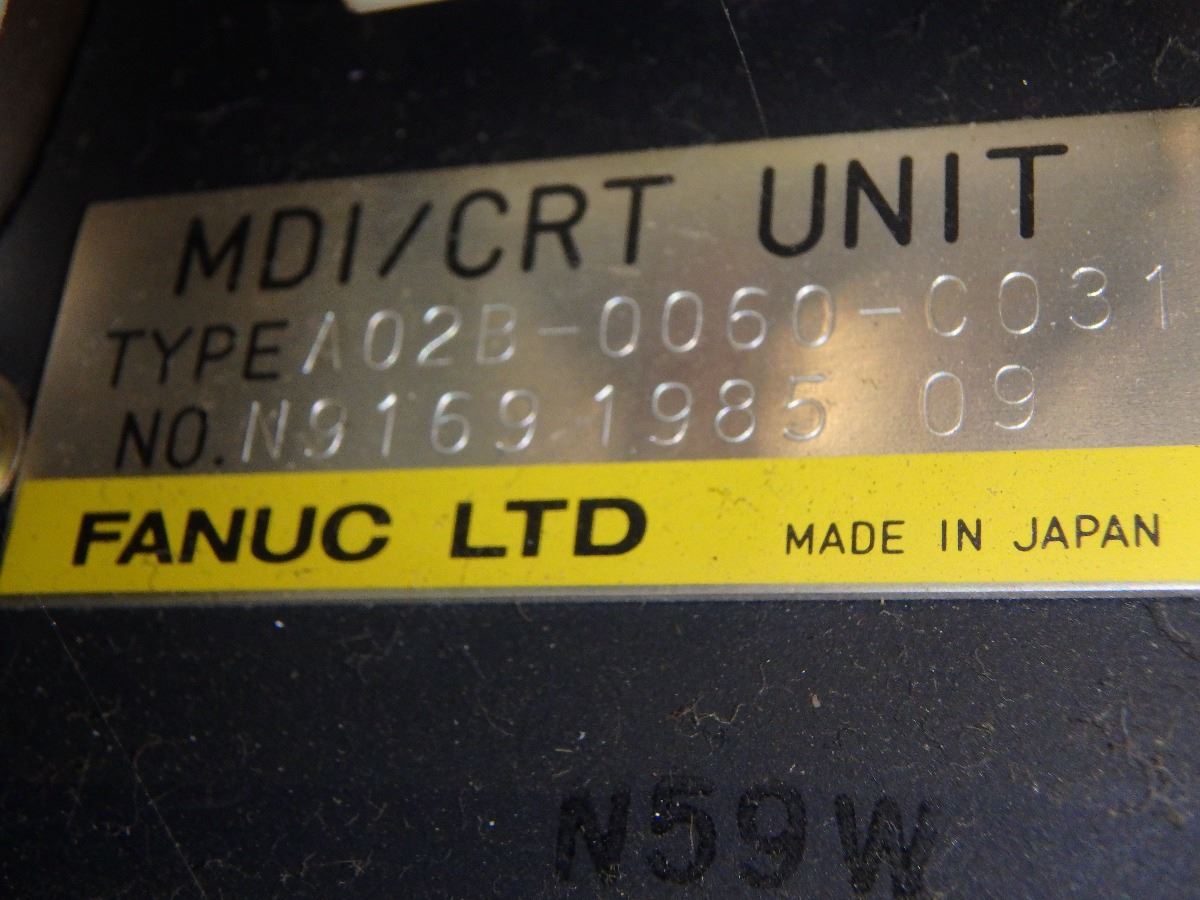 MDI/CRT UNIT
TYPE A02B-0060-C031
NO. N9169 1985 09
FANUC LTD MADE IN JAPAN
N59W